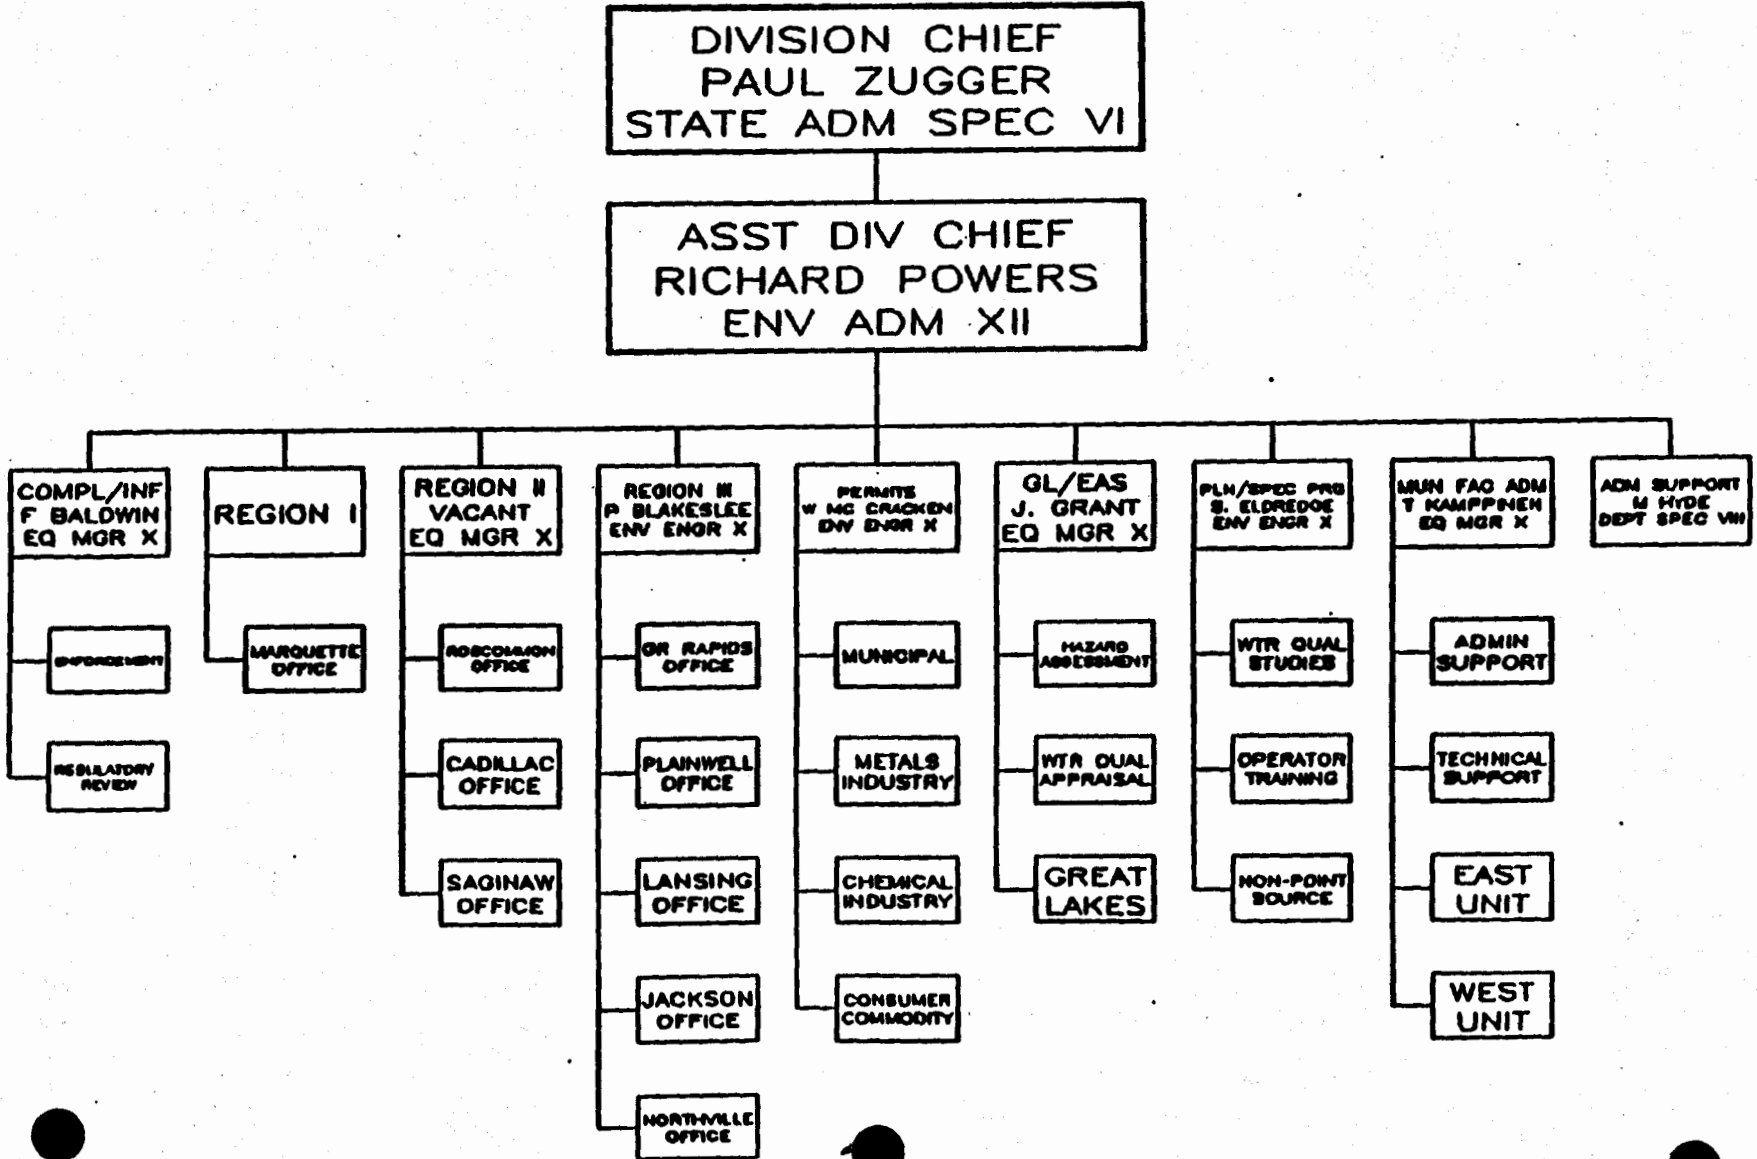 DIVISION CHIEF
PAUL ZUGGER
STATE ADM SPEC VI
ASST DIV CHIEF
RICHARD POWERS
ENV ADM XII
COMPL/INF
F BALDWIN
EQ MGR X
REGION I
REGION II
VACANT
EQ MGR X
REGION III
P BLAKESLEE
ENV ENGR X
PERMITS
W MC CRACKEN
ENV ENGR X
GL/EAS
J. GRANT
EQ MGR X
PLN/SPEC PRG
S. ELDREDGE
ENV ENGR X
MUN FAC ADM
T KAMPPINEN
EQ MGR X
ADM SUPPORT
M HYDE
DEPT SPEC VIII
ENFORCEMENT
REGULATORY
REVIEW
MARQUETTE
OFFICE
ROSCOMMON
OFFICE
CADILLAC
OFFICE
SAGINAW
OFFICE
GR RAPIDS
OFFICE
PLAINWELL
OFFICE
LANSING
OFFICE
JACKSON
OFFICE
NORTHVILLE
OFFICE
MUNICIPAL
METALS
INDUSTRY
CHEMICAL
INDUSTRY
CONSUMER
COMMODITY
HAZARD
ASSESSMENT
WTR QUAL
APPRAISAL
GREAT
LAKES
WTR QUAL
STUDIES
OPERATOR
TRAINING
NON-POINT
SOURCE
ADMIN
SUPPORT
TECHNICAL
SUPPORT
EAST
UNIT
WEST
UNIT